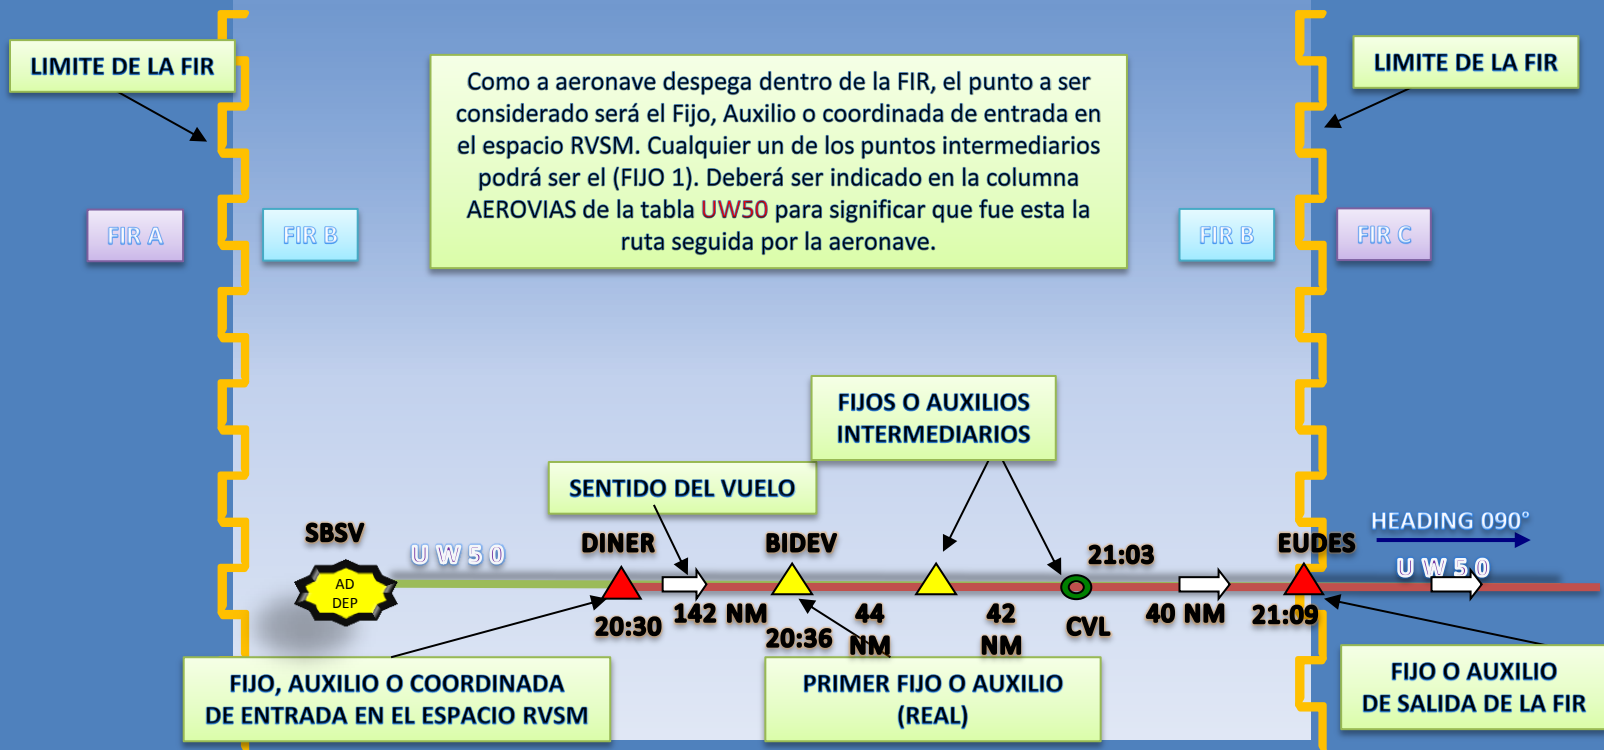 LIMITE DE LA FIR
LIMITE DE LA FIR
Como a aeronave despega dentro de la FIR, el punto a ser
considerado será el Fijo, Auxilio o coordinada de entrada en
el espacio RVSM. Cualquier un de los puntos intermediarios
podrá ser el (FIJO 1). Deberá ser indicado en la columna
AEROVIAS de la tabla UW50 para significar que fue esta la
ruta seguida por la aeronave.
FIR A
FIR B
FIR B
FIR C
FIJOS O AUXILIOS
INTERMEDIARIOS
SENTIDO DEL VUELO
SBSV
UW50
DINER
BIDEV
21:03
EUDES
HEADING 090°
UW50
AD
DEP
20:30
142 NM
20:36
44
NM
42
NM
CVL
40 NM
21:09
FIJO, AUXILIO O COORDINADA
DE ENTRADA EN EL ESPACIO RVSM
PRIMER FIJO O AUXILIO
(REAL)
FIJO O AUXILIO
DE SALIDA DE LA FIR